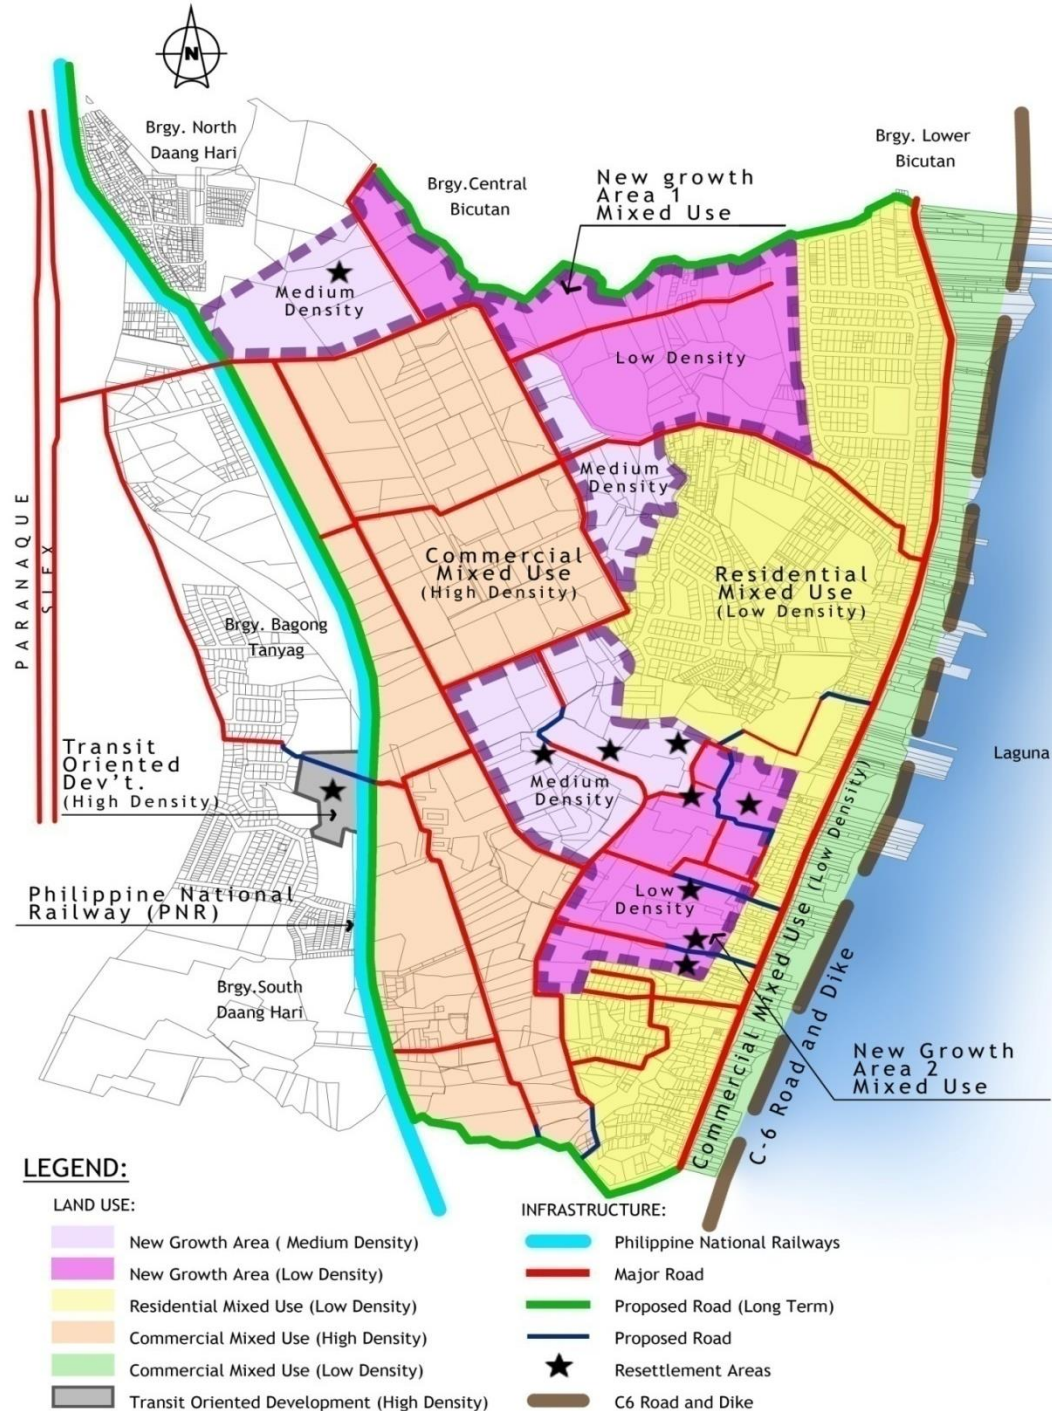 N
Brgy. North
Daang Hari
Brgy. Lower
Bicutan
Brgy.Central
Bicutan
New growth
Area 1
Mixed Use
Medium
Density
Low Density
Medium
Density
PARANAQUE
SLEX
Commercial
Mixed Use
(High Density)
Residential
Mixed Use
(Low Density)
Brgy. Bagong
Tanyag
Transit
Oriented
Dev't.
(High Density)
Laguna
Medium
Density
Philippine National
Railway (PNR)
Low
Density
Brgy.South
Daang Hari
Commercial Mixed Use (Low Density)
C-6 Road and Dike
New Growth
Area 2
Mixed Use
LEGEND:
LAND USE:
New Growth Area ( Medium Density)
New Growth Area (Low Density)
Residential Mixed Use (Low Density)
Commercial Mixed Use (High Density)
Commercial Mixed Use (Low Density)
Transit Oriented Development (High Density)
INFRASTRUCTURE:
Philippine National Railways
Major Road
Proposed Road (Long Term)
Proposed Road
Resettlement Areas
C6 Road and Dike